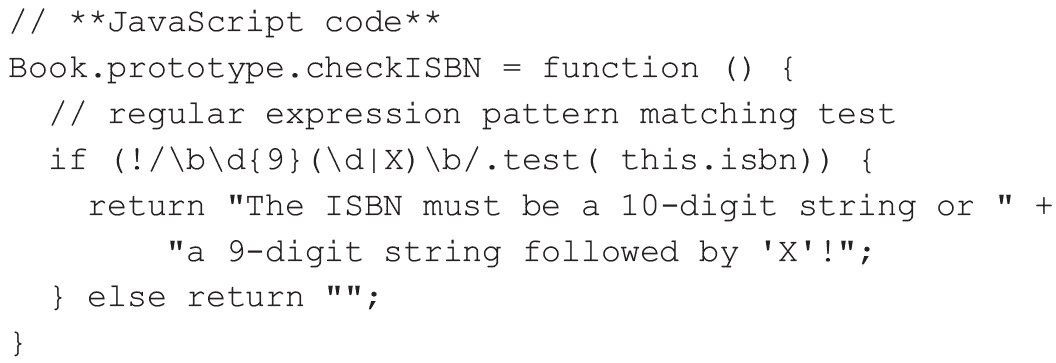 // **JavaScript code**
Book.prototype.checkISBN = function () {
  // regular expression pattern matching test
  if (!/\b\d{9}(\d|X)\b/.test( this.isbn)) {
    return "The ISBN must be a 10-digit string or " +
        "a 9-digit string followed by 'X'!";
  } else return "";
}